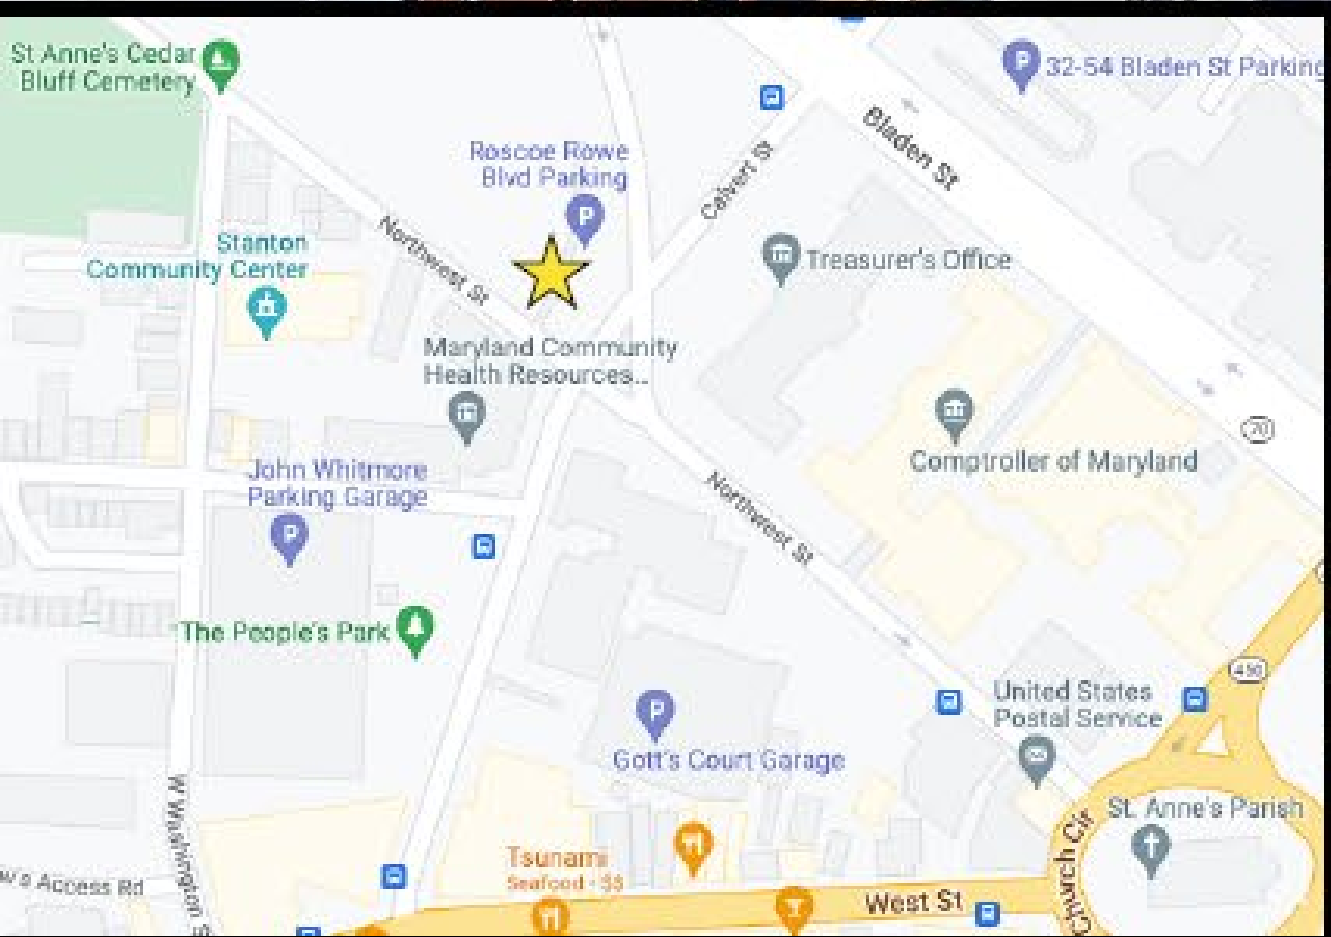 St Anne's Cedar
Bluff Cemetery
P
32-54 Bladen St Parking
Bladen St
Roscoe Rowe
Blvd Parking
P
Calvert St
Northwest St
Stanton
Community Center
Treasurer's Office
Maryland Community
Health Resources...
70
Comptroller of Maryland
John Whitmore
Parking Garage
P
Northwest St
The People's Park
450
United States
Postal Service
P
Gott's Court Garage
St. Anne's Parish
Church Cir
W Washington S
w's Access Rd
Tsunami
Seafood · $$
West St